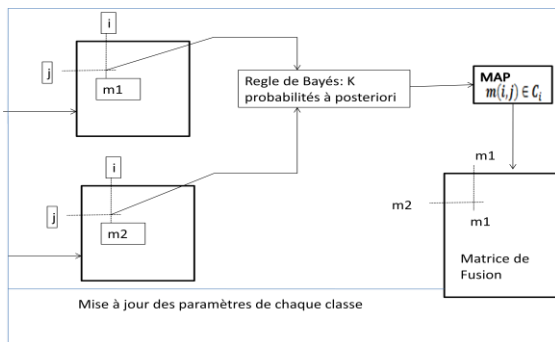 i
j
m1
Regle de Bayés: K
probabilités à posteriori
MAP
m(i,j) ∈ Cᵢ
i
j
m2
m1
m2
m1
Matrice de
Fusion
Mise à jour des paramètres de chaque classe